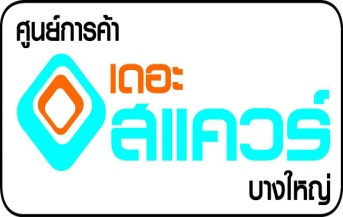 ศูนย์การค้า
เดอะ
สแควร์
บางใหญ่